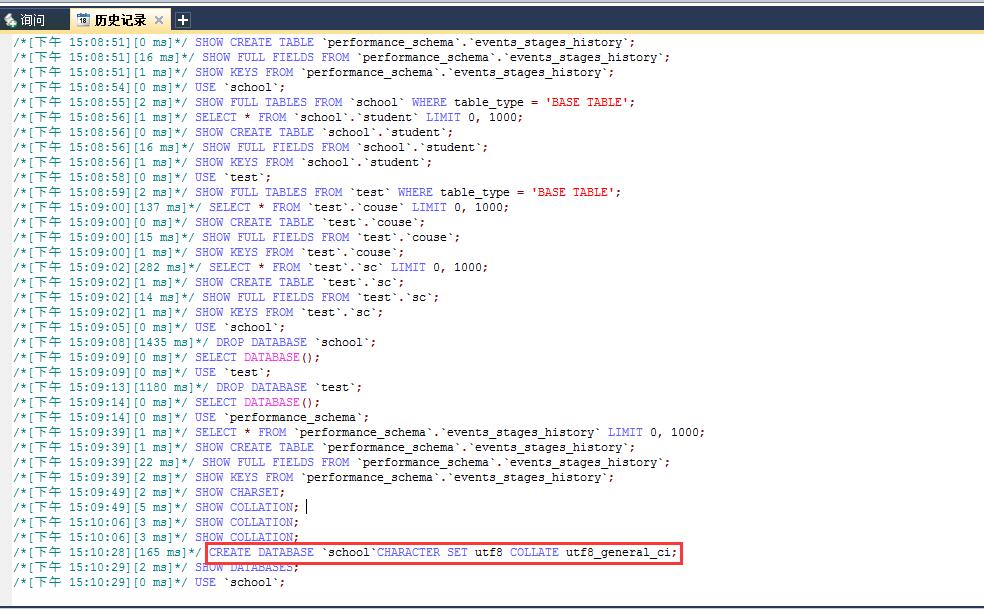 询问 历史记录
/*[下午 15:08:51][0 ms]*/ SHOW CREATE TABLE `performance_schema`.`events_stages_history`;
/*[下午 15:08:51][16 ms]*/ SHOW FULL FIELDS FROM `performance_schema`.`events_stages_history`;
/*[下午 15:08:51][1 ms]*/ SHOW KEYS FROM `performance_schema`.`events_stages_history`;
/*[下午 15:08:54][0 ms]*/ USE `school`;
/*[下午 15:08:55][2 ms]*/ SHOW FULL TABLES FROM `school` WHERE table_type = 'BASE TABLE';
/*[下午 15:08:56][1 ms]*/ SELECT * FROM `school`.`student` LIMIT 0, 1000;
/*[下午 15:08:56][0 ms]*/ SHOW CREATE TABLE `school`.`student`;
/*[下午 15:08:56][16 ms]*/ SHOW FULL FIELDS FROM `school`.`student`;
/*[下午 15:08:56][1 ms]*/ SHOW KEYS FROM `school`.`student`;
/*[下午 15:08:58][0 ms]*/ USE `test`;
/*[下午 15:08:59][2 ms]*/ SHOW FULL TABLES FROM `test` WHERE table_type = 'BASE TABLE';
/*[下午 15:09:00][137 ms]*/ SELECT * FROM `test`.`couse` LIMIT 0, 1000;
/*[下午 15:09:00][0 ms]*/ SHOW CREATE TABLE `test`.`couse`;
/*[下午 15:09:00][15 ms]*/ SHOW FULL FIELDS FROM `test`.`couse`;
/*[下午 15:09:00][1 ms]*/ SHOW KEYS FROM `test`.`couse`;
/*[下午 15:09:02][282 ms]*/ SELECT * FROM `test`.`sc` LIMIT 0, 1000;
/*[下午 15:09:02][1 ms]*/ SHOW CREATE TABLE `test`.`sc`;
/*[下午 15:09:02][14 ms]*/ SHOW FULL FIELDS FROM `test`.`sc`;
/*[下午 15:09:02][1 ms]*/ SHOW KEYS FROM `test`.`sc`;
/*[下午 15:09:05][0 ms]*/ USE `school`;
/*[下午 15:09:08][1435 ms]*/ DROP DATABASE `school`;
/*[下午 15:09:09][0 ms]*/ SELECT DATABASE();
/*[下午 15:09:09][0 ms]*/ USE `test`;
/*[下午 15:09:13][1180 ms]*/ DROP DATABASE `test`;
/*[下午 15:09:14][0 ms]*/ SELECT DATABASE();
/*[下午 15:09:14][0 ms]*/ USE `performance_schema`;
/*[下午 15:09:39][1 ms]*/ SELECT * FROM `performance_schema`.`events_stages_history` LIMIT 0, 1000;
/*[下午 15:09:39][1 ms]*/ SHOW CREATE TABLE `performance_schema`.`events_stages_history`;
/*[下午 15:09:39][22 ms]*/ SHOW FULL FIELDS FROM `performance_schema`.`events_stages_history`;
/*[下午 15:09:39][2 ms]*/ SHOW KEYS FROM `performance_schema`.`events_stages_history`;
/*[下午 15:09:49][2 ms]*/ SHOW CHARSET;
/*[下午 15:09:49][5 ms]*/ SHOW COLLATION;
/*[下午 15:10:06][3 ms]*/ SHOW COLLATION;
/*[下午 15:10:06][3 ms]*/ SHOW COLLATION;
/*[下午 15:10:28][165 ms]*/ CREATE DATABASE `school`CHARACTER SET utf8 COLLATE utf8_general_ci;
/*[下午 15:10:29][2 ms]*/ SHOW DATABASES;
/*[下午 15:10:29][0 ms]*/ USE `school`;